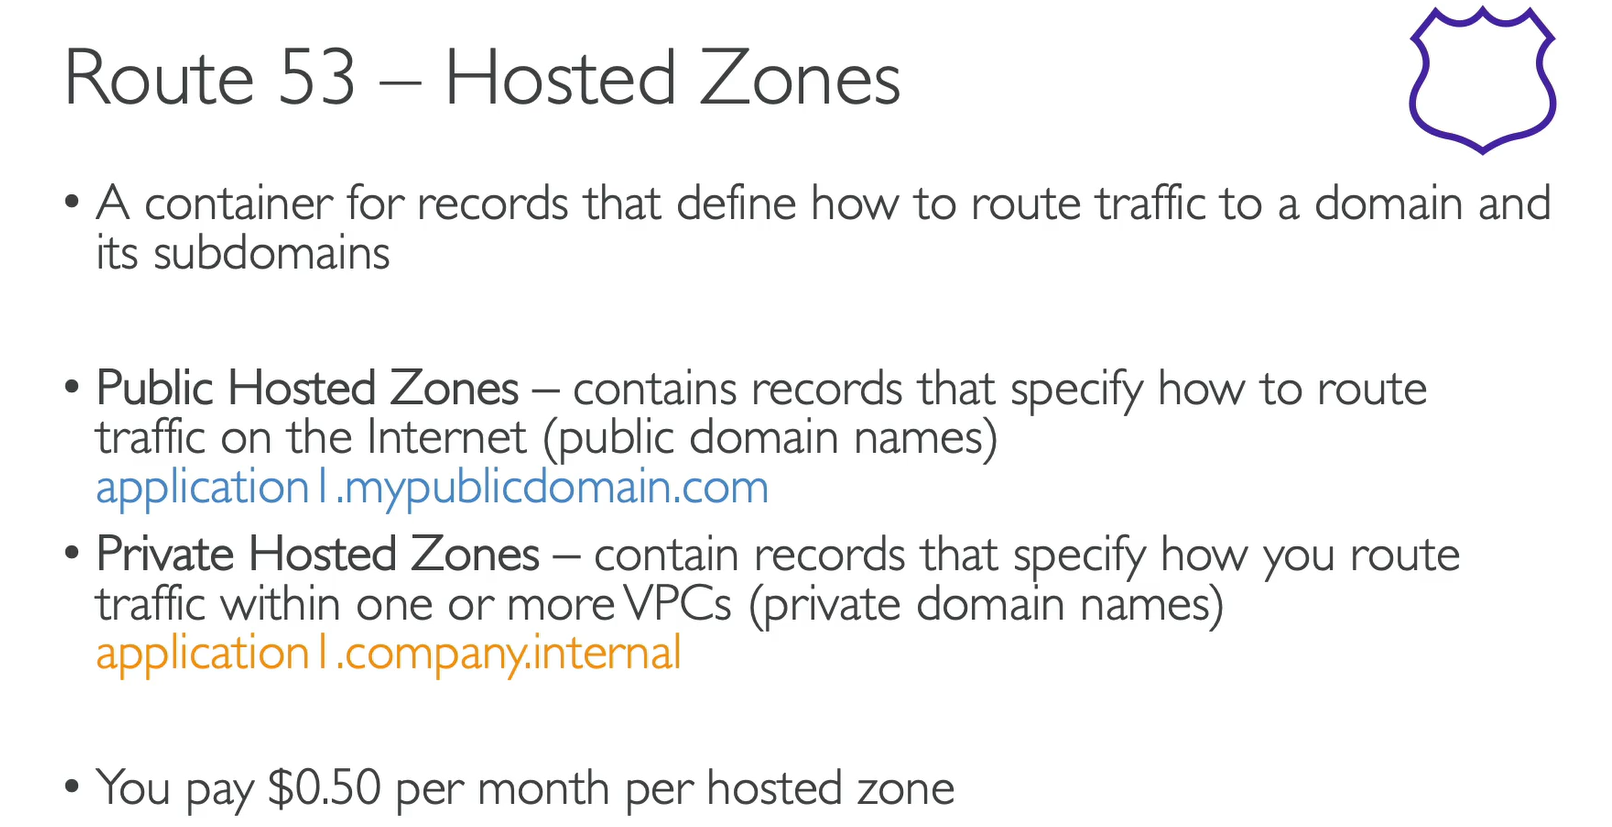 Route 53 – Hosted Zones
• A container for records that define how to route traffic to a domain and
its subdomains
• Public Hosted Zones – contains records that specify how to route
traffic on the Internet (public domain names)
application1.mypublicdomain.com
• Private Hosted Zones – contain records that specify how you route
traffic within one or more VPCs (private domain names)
application1.company.internal
• You pay $0.50 per month per hosted zone